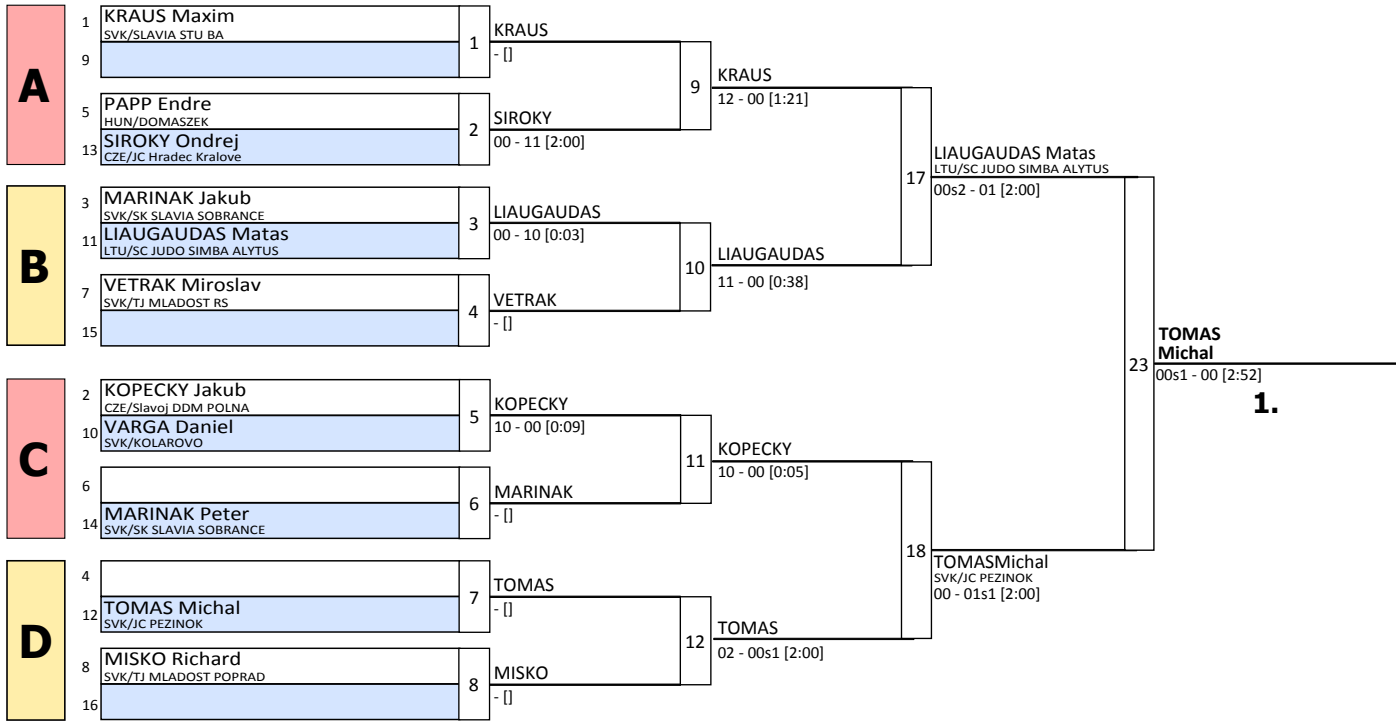 A
1
KRAUS Maxim
SVK/SLAVIA STU BA
9
1
KRAUS
- []
5
PAPP Endre
HUN/DOMASZEK
13
SIROKY Ondrej
CZE/JC Hradec Kralove
2
SIROKY
00 - 11 [2:00]
9
KRAUS
12 - 00 [1:21]
B
3
MARINAK Jakub
SVK/SK SLAVIA SOBRANCE
11
LIAUGAUDAS Matas
LTU/SC JUDO SIMBA ALYTUS
3
LIAUGAUDAS
00 - 10 [0:03]
7
VETRAK Miroslav
SVK/TJ MLADOST RS
15
4
VETRAK
- []
10
LIAUGAUDAS
11 - 00 [0:38]
17
LIAUGAUDAS Matas
LTU/SC JUDO SIMBA ALYTUS
00s2 - 01 [2:00]
C
2
KOPECKY Jakub
CZE/Slavoj DDM POLNA
10
VARGA Daniel
SVK/KOLAROVO
5
KOPECKY
10 - 00 [0:09]
6
14
MARINAK Peter
SVK/SK SLAVIA SOBRANCE
6
MARINAK
- []
11
KOPECKY
10 - 00 [0:05]
D
4
12
TOMAS Michal
SVK/JC PEZINOK
7
TOMAS
- []
8
MISKO Richard
SVK/TJ MLADOST POPRAD
16
8
MISKO
- []
12
TOMAS
02 - 00s1 [2:00]
18
TOMASMichal
SVK/JC PEZINOK
00 - 01s1 [2:00]
23
TOMAS
Michal
00s1 - 00 [2:52]
1.